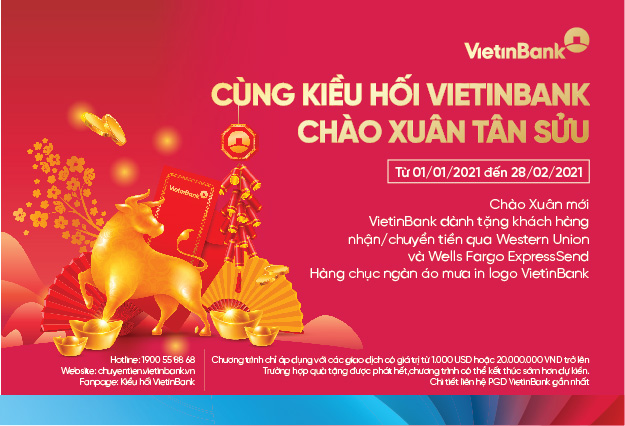 VietinBank
CÙNG KIỀU HỐI VIETINBANK
CHÀO XUÂN TÂN SỬU
Từ 01/01/2021 đến 28/02/2021
Chào Xuân mới
VietinBank dành tặng khách hàng
nhận/chuyển tiền qua Western Union
và Wells Fargo ExpressSend
Hàng chục ngàn áo mưa in logo VietinBank
VietinBank
Hotline: 1900 55 88 68
Website: chuyentien.vietinbank.vn
Fanpage: Kiều hối VietinBank
Chương trình chỉ áp dụng với các giao dịch có giá trị từ 1.000 USD hoặc 20.000.000 VND trở lên
Trường hợp quà tặng được phát hết,chương trình có thể kết thúc sớm hơn dự kiến.
Chi tiết liên hệ PGD VietinBank gần nhất